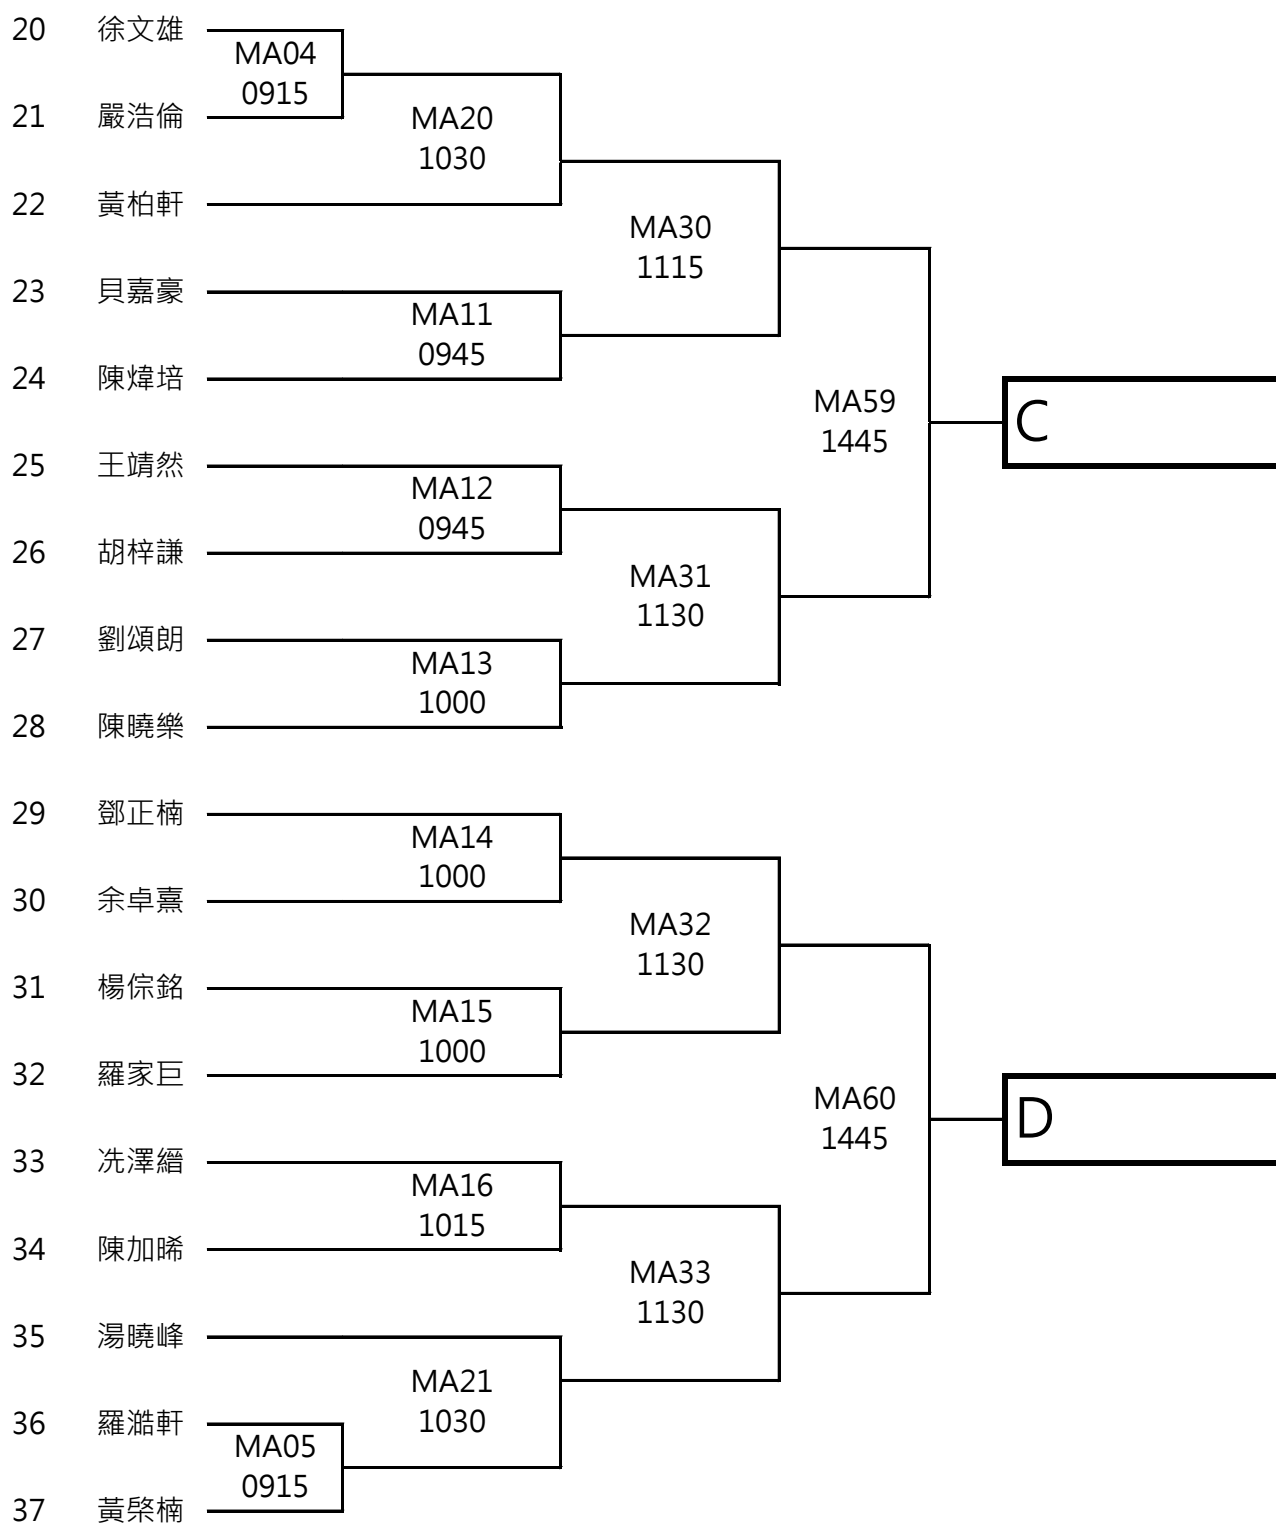 20 徐文雄
MA04
0915
21 嚴浩倫
MA20
1030
22 黃柏軒
MA30
1115
23 貝嘉豪
MA11
0945
24 陳煒培
MA59
1445
C
25 王靖然
MA12
0945
26 胡梓謙
MA31
1130
27 劉頌朗
MA13
1000
28 陳曉樂
29 鄧正楠
MA14
1000
30 余卓熹
MA32
1130
31 楊倧銘
MA15
1000
32 羅家巨
MA60
1445
D
33 冼澤縉
MA16
1015
34 陳加晞
MA33
1130
35 湯曉峰
MA21
1030
36 羅澔軒
MA05
0915
37 黃棨楠